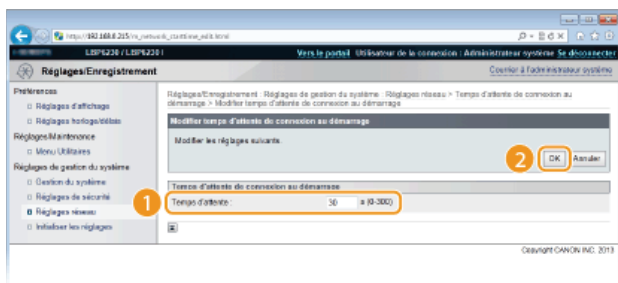 http://192.168.0.215/m_network_conttime_edit.html
LBP6230 / LBP6230 I
Vers le portail Utilisateur de la connexion : Administrateur système Se déconnecter
Réglages/Enregistrement
Courrier à l'administrateur système
Préférences
Réglages d'affichage
Réglages horloge/délais
Réglages Maintenance
Menu Utilitaires
Réglages de gestion du système
Gestion du système
Réglages de sécurité
Réglages réseau
Initialiser les réglages
Réglages/Enregistrement : Réglages de gestion du système : Réglages réseau > Temps d'attente de connexion au
démarrage > Modifier temps d'attente de connexion au démarrage
Modifier temps d'attente de connexion au démarrage
Modifier les réglages suivants.
2
OK
Annuler
Temps d'attente de connexion au démarrage
1
Temps d'attente :
30
s (0-300)
Copyright CANON INC. 2013